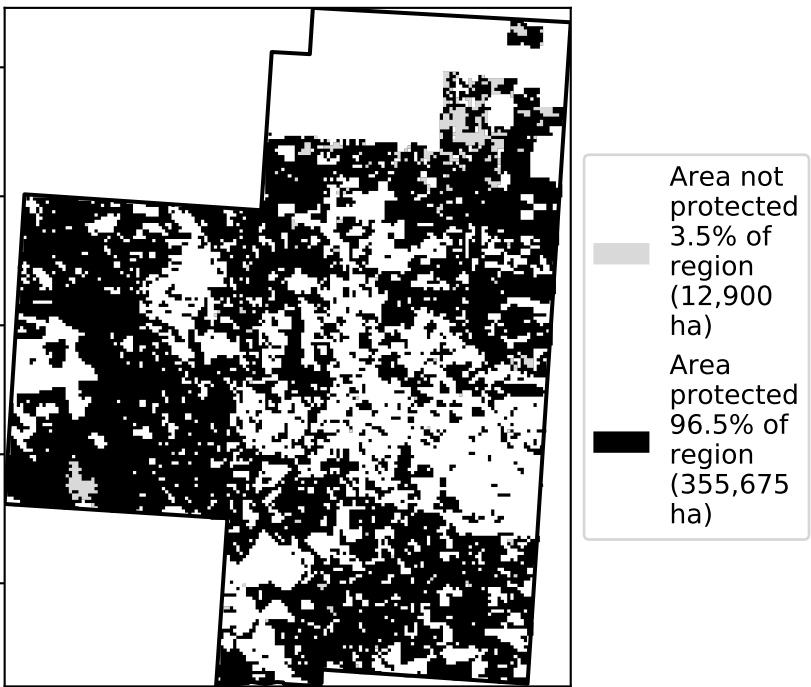 Area not
protected
3.5% of
region
(12,900
ha)
Area
protected
96.5% of
region
(355,675
ha)